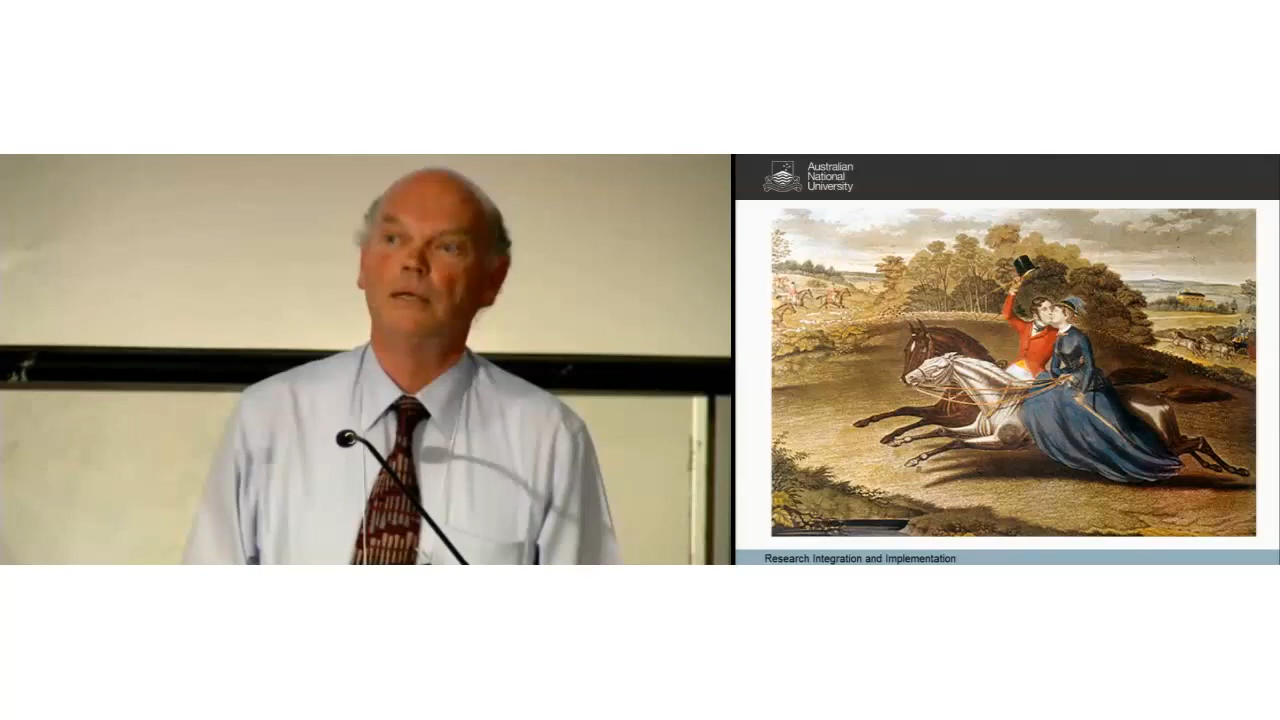 Australian
National
University
Research Integration and Implementation